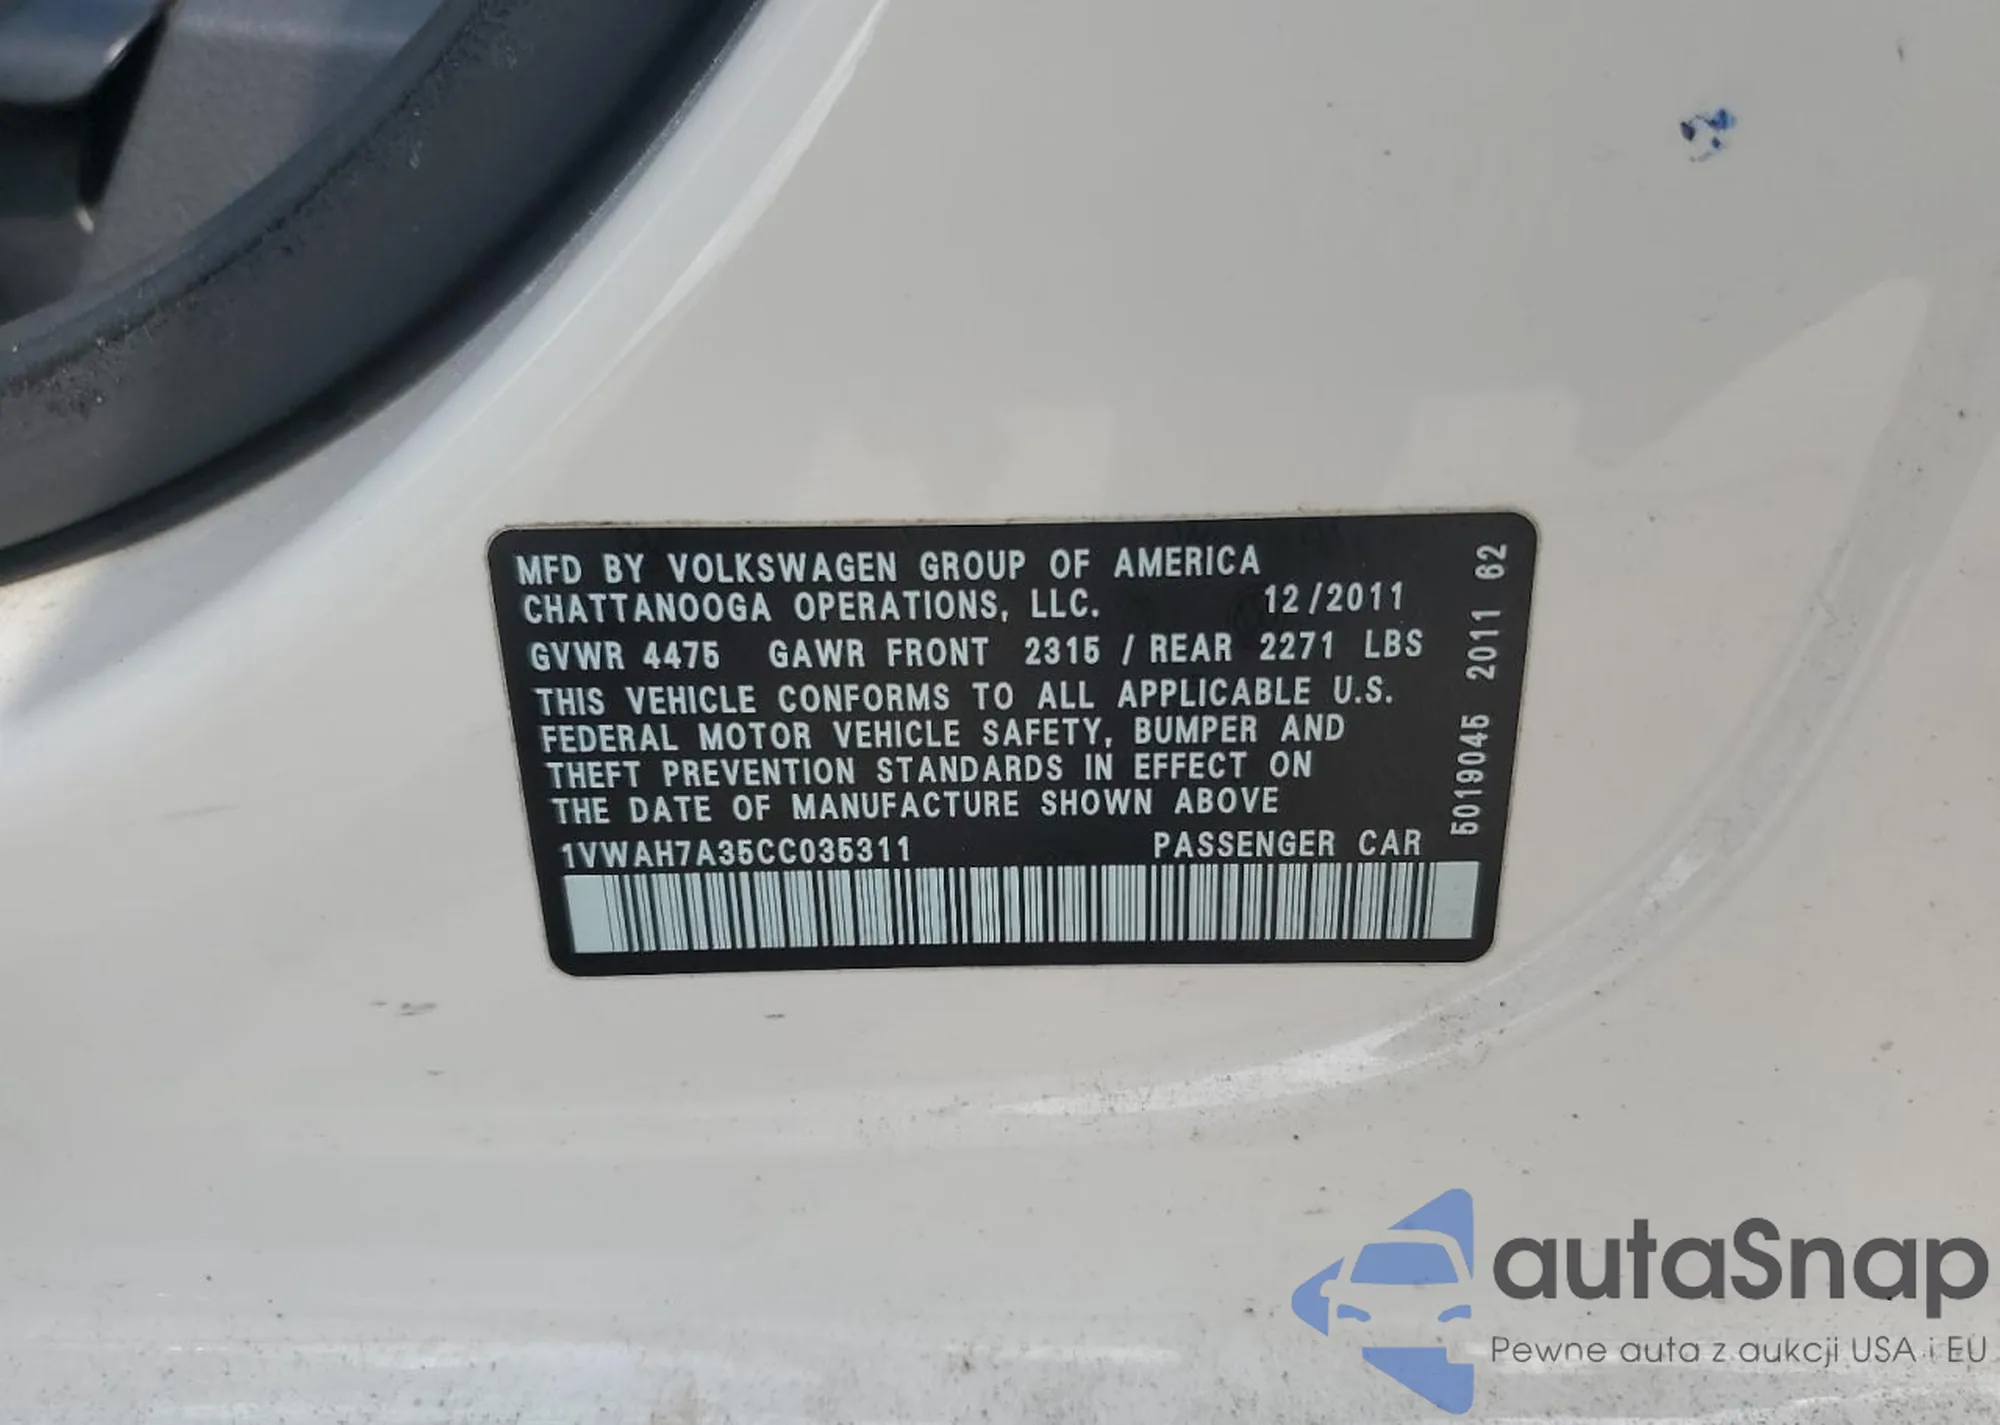 MFD BY VOLKSWAGEN GROUP OF AMERICA
CHATTANOOGA OPERATIONS, LLC. 12/2011
GVWR 4475 GAWR FRONT 2315 / REAR 2271 LBS
THIS VEHICLE CONFORMS TO ALL APPLICABLE U.S.
FEDERAL MOTOR VEHICLE SAFETY, BUMPER AND
THEFT PREVENTION STANDARDS IN EFFECT ON
THE DATE OF MANUFACTURE SHOWN ABOVE
1VWAH7A35CC035311 PASSENGER CAR
5019045 2011 62
autaSnap
Pewne auta z aukcji USA i EU